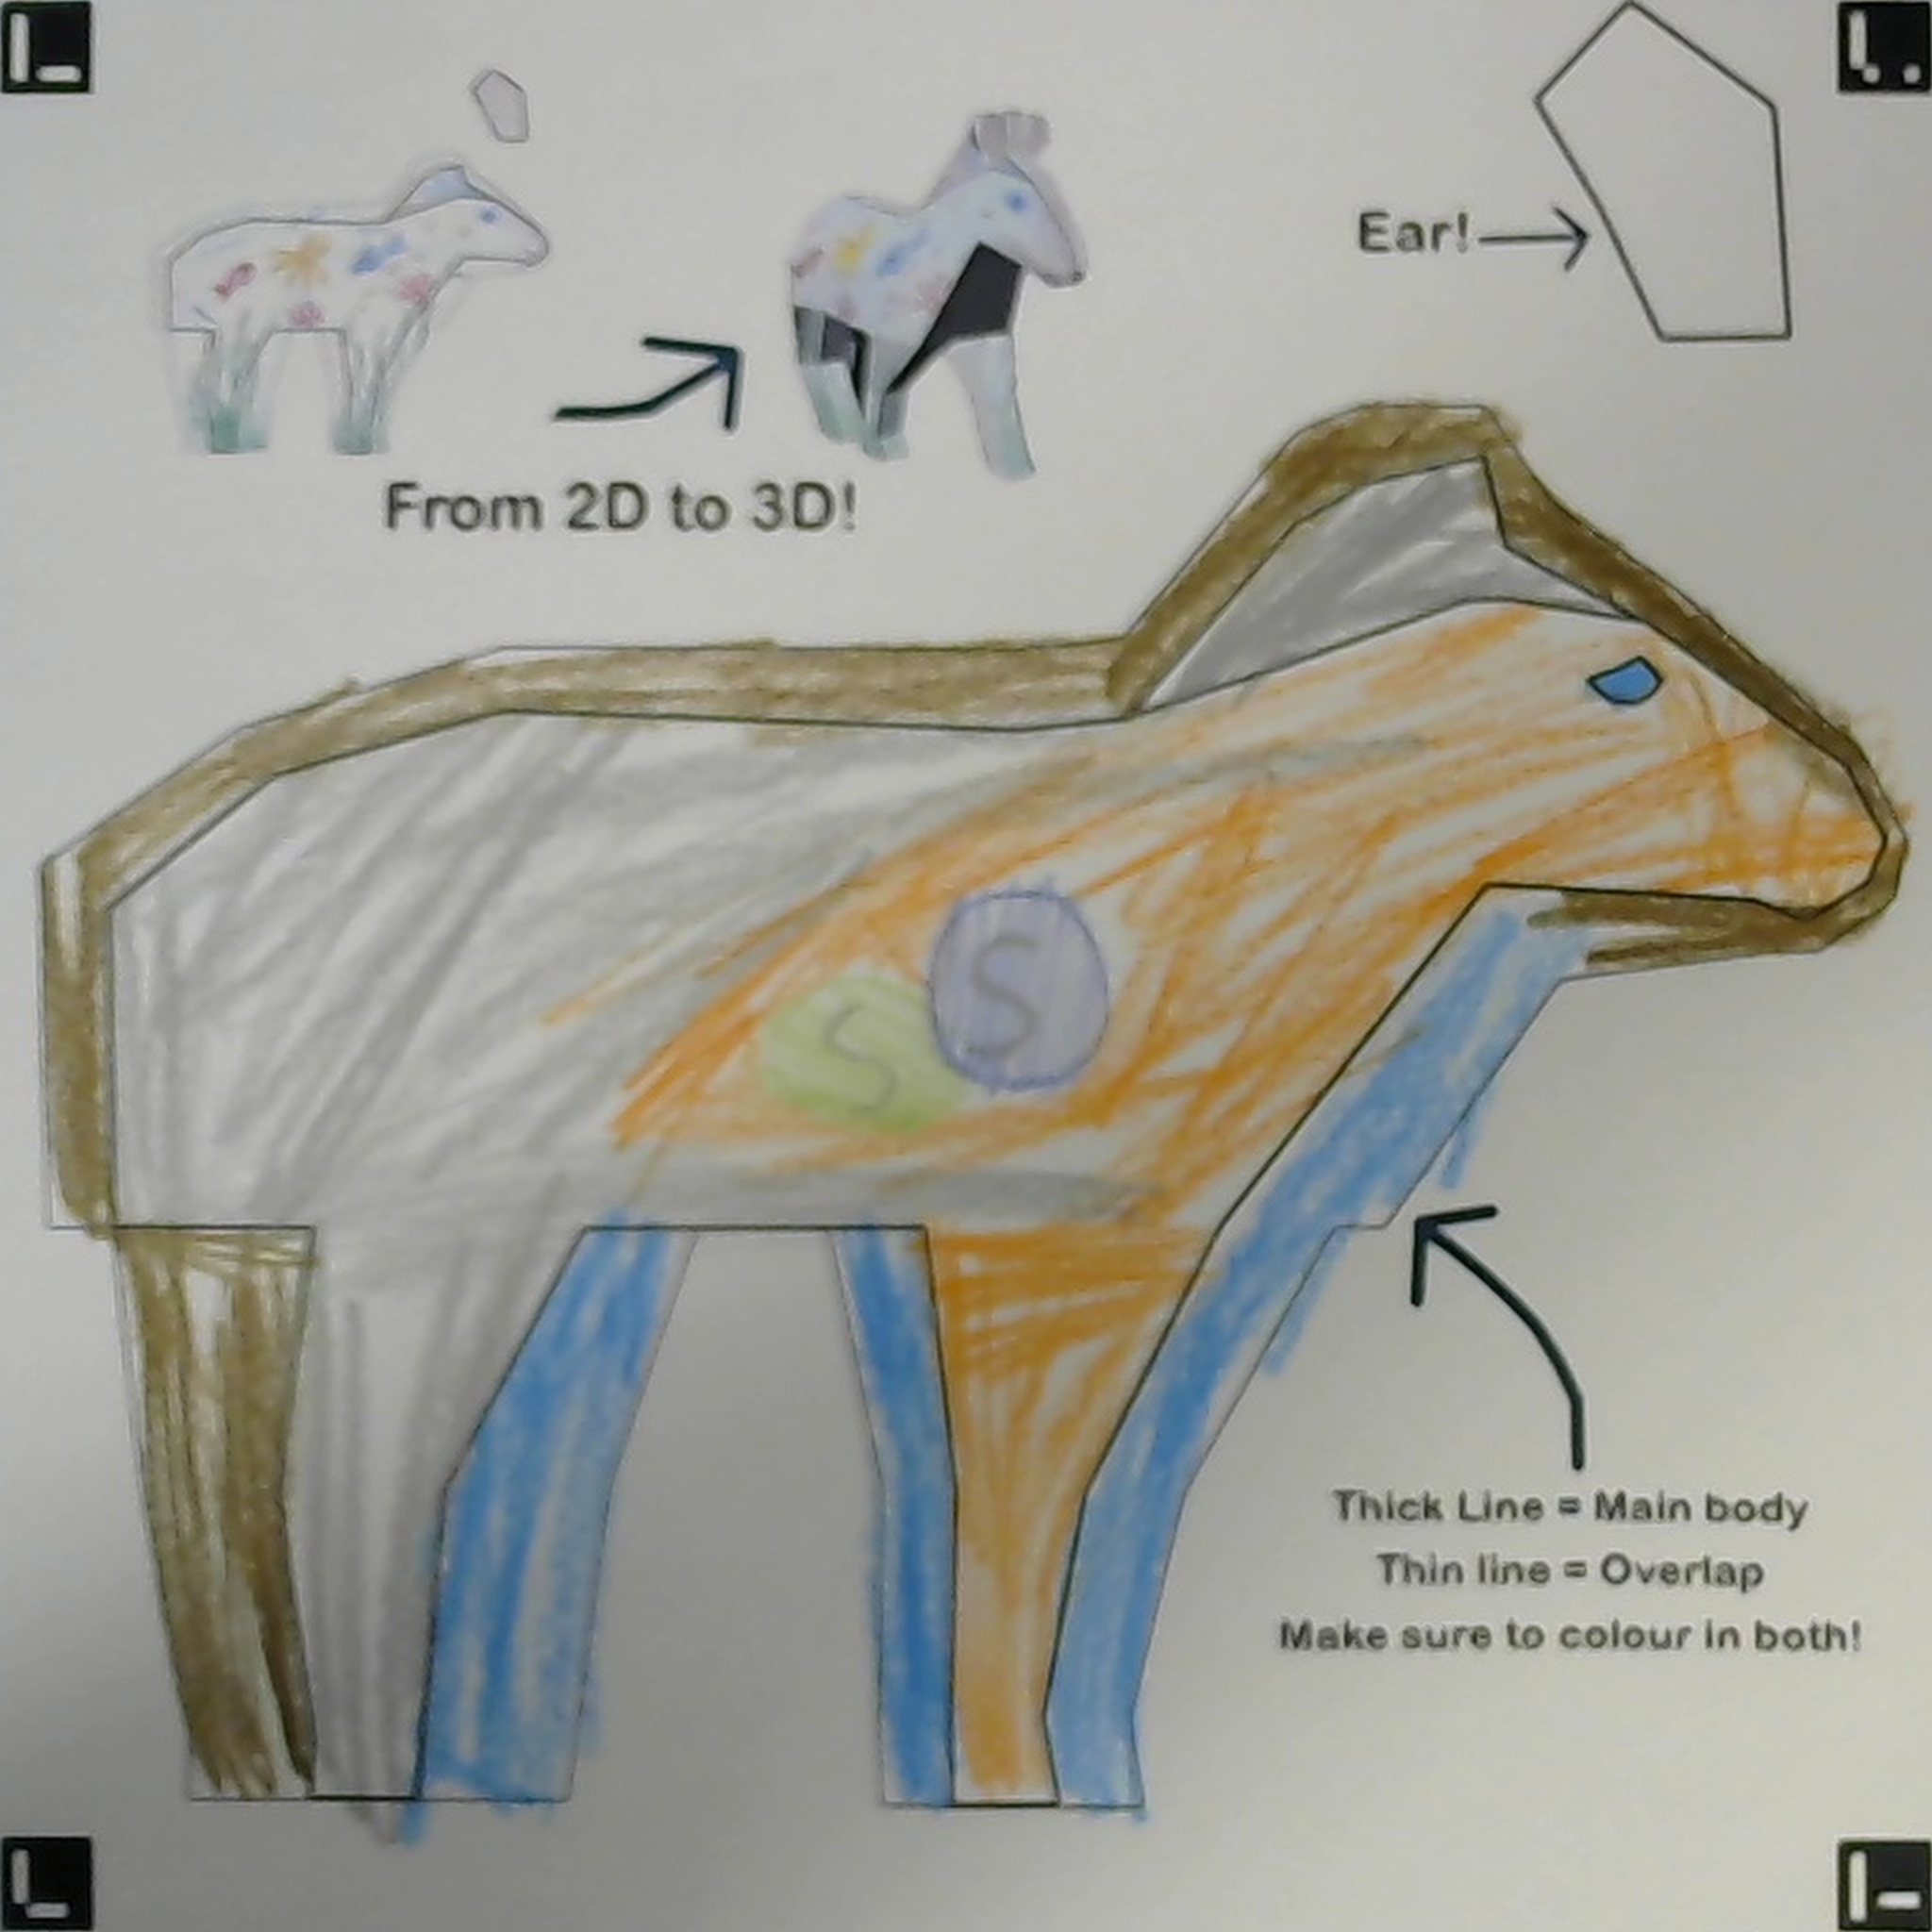 Ear!
From 2D to 3D!
S
S
Thick Line = Main body
Thin line = Overlap
Make sure to colour in both!